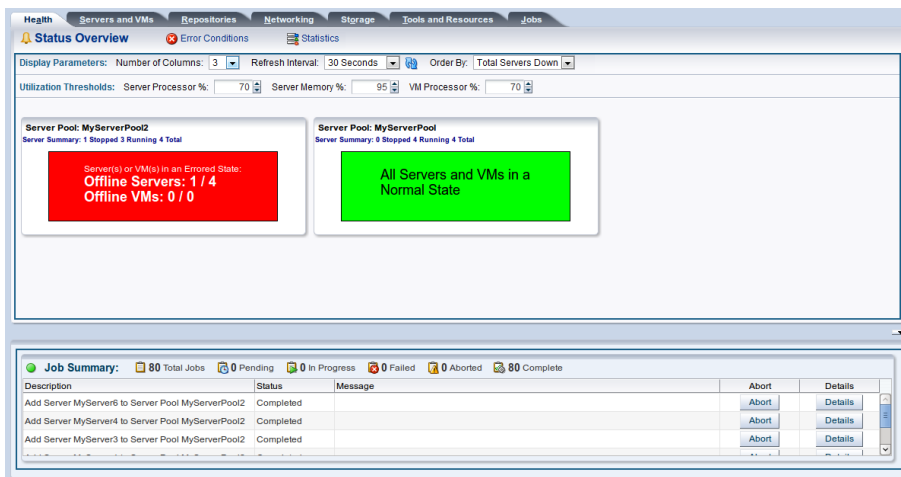 Health Servers and VMs Repositories Networking Storage Tools and Resources Jobs
Status Overview Error Conditions Statistics
Display Parameters: Number of Columns: 3 Refresh Interval: 30 Seconds Order By: Total Servers Down
Utilization Thresholds: Server Processor %: 70 Server Memory %: 95 VM Processor %: 70
Server Pool: MyServerPool2
Server Summary: 1 Stopped 3 Running 4 Total
Server(s) or VM(s) in an Errored State:
Offline Servers: 1 / 4
Offline VMs: 0 / 0
Server Pool: MyServerPool
Server Summary: 0 Stopped 4 Running 4 Total
All Servers and VMs in a
Normal State
Job Summary: 80 Total Jobs 0 Pending 0 In Progress 0 Failed 0 Aborted 80 Complete
Description Status Message Abort Details
Add Server MyServer6 to Server Pool MyServerPool2 Completed Abort Details
Add Server MyServer4 to Server Pool MyServerPool2 Completed Abort Details
Add Server MyServer3 to Server Pool MyServerPool2 Completed Abort Details